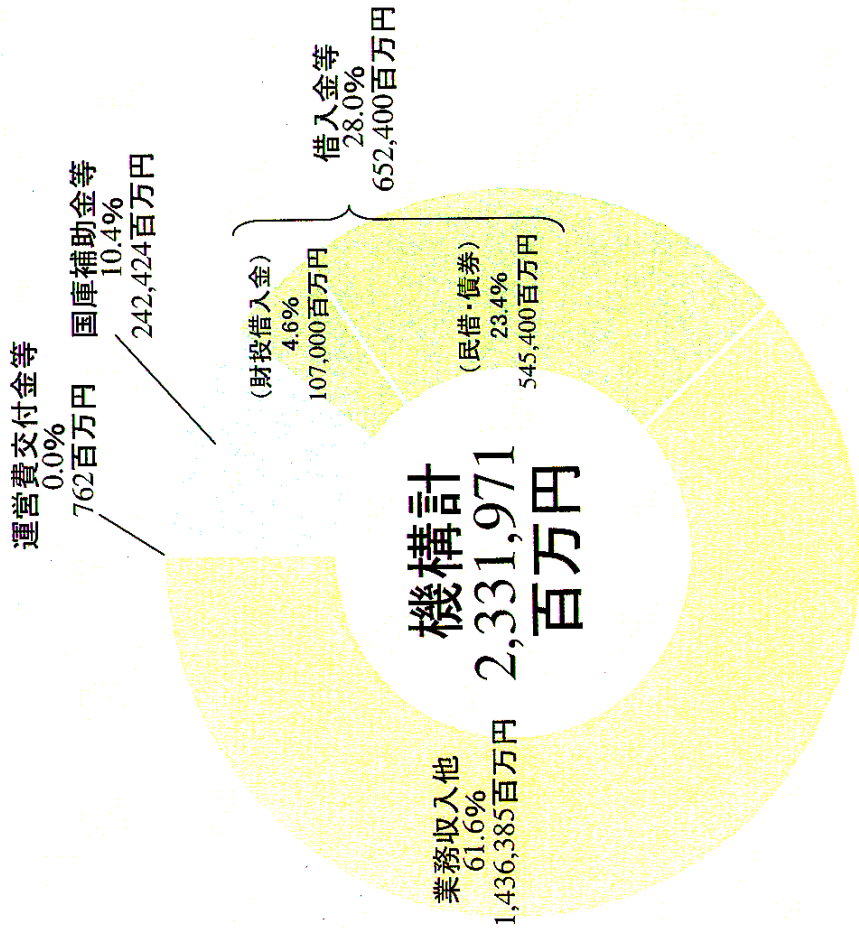 運営費交付金等
0.0%
762百万円
国庫補助金等
10.4%
242,424百万円
(財投借入金)
4.6%
107,000百万円
借入金等
28.0%
652,400百万円
(民借・債券)
23.4%
545,400百万円
機構計
2,331,971
百万円
業務収入他
61.6%
1,436,385百万円